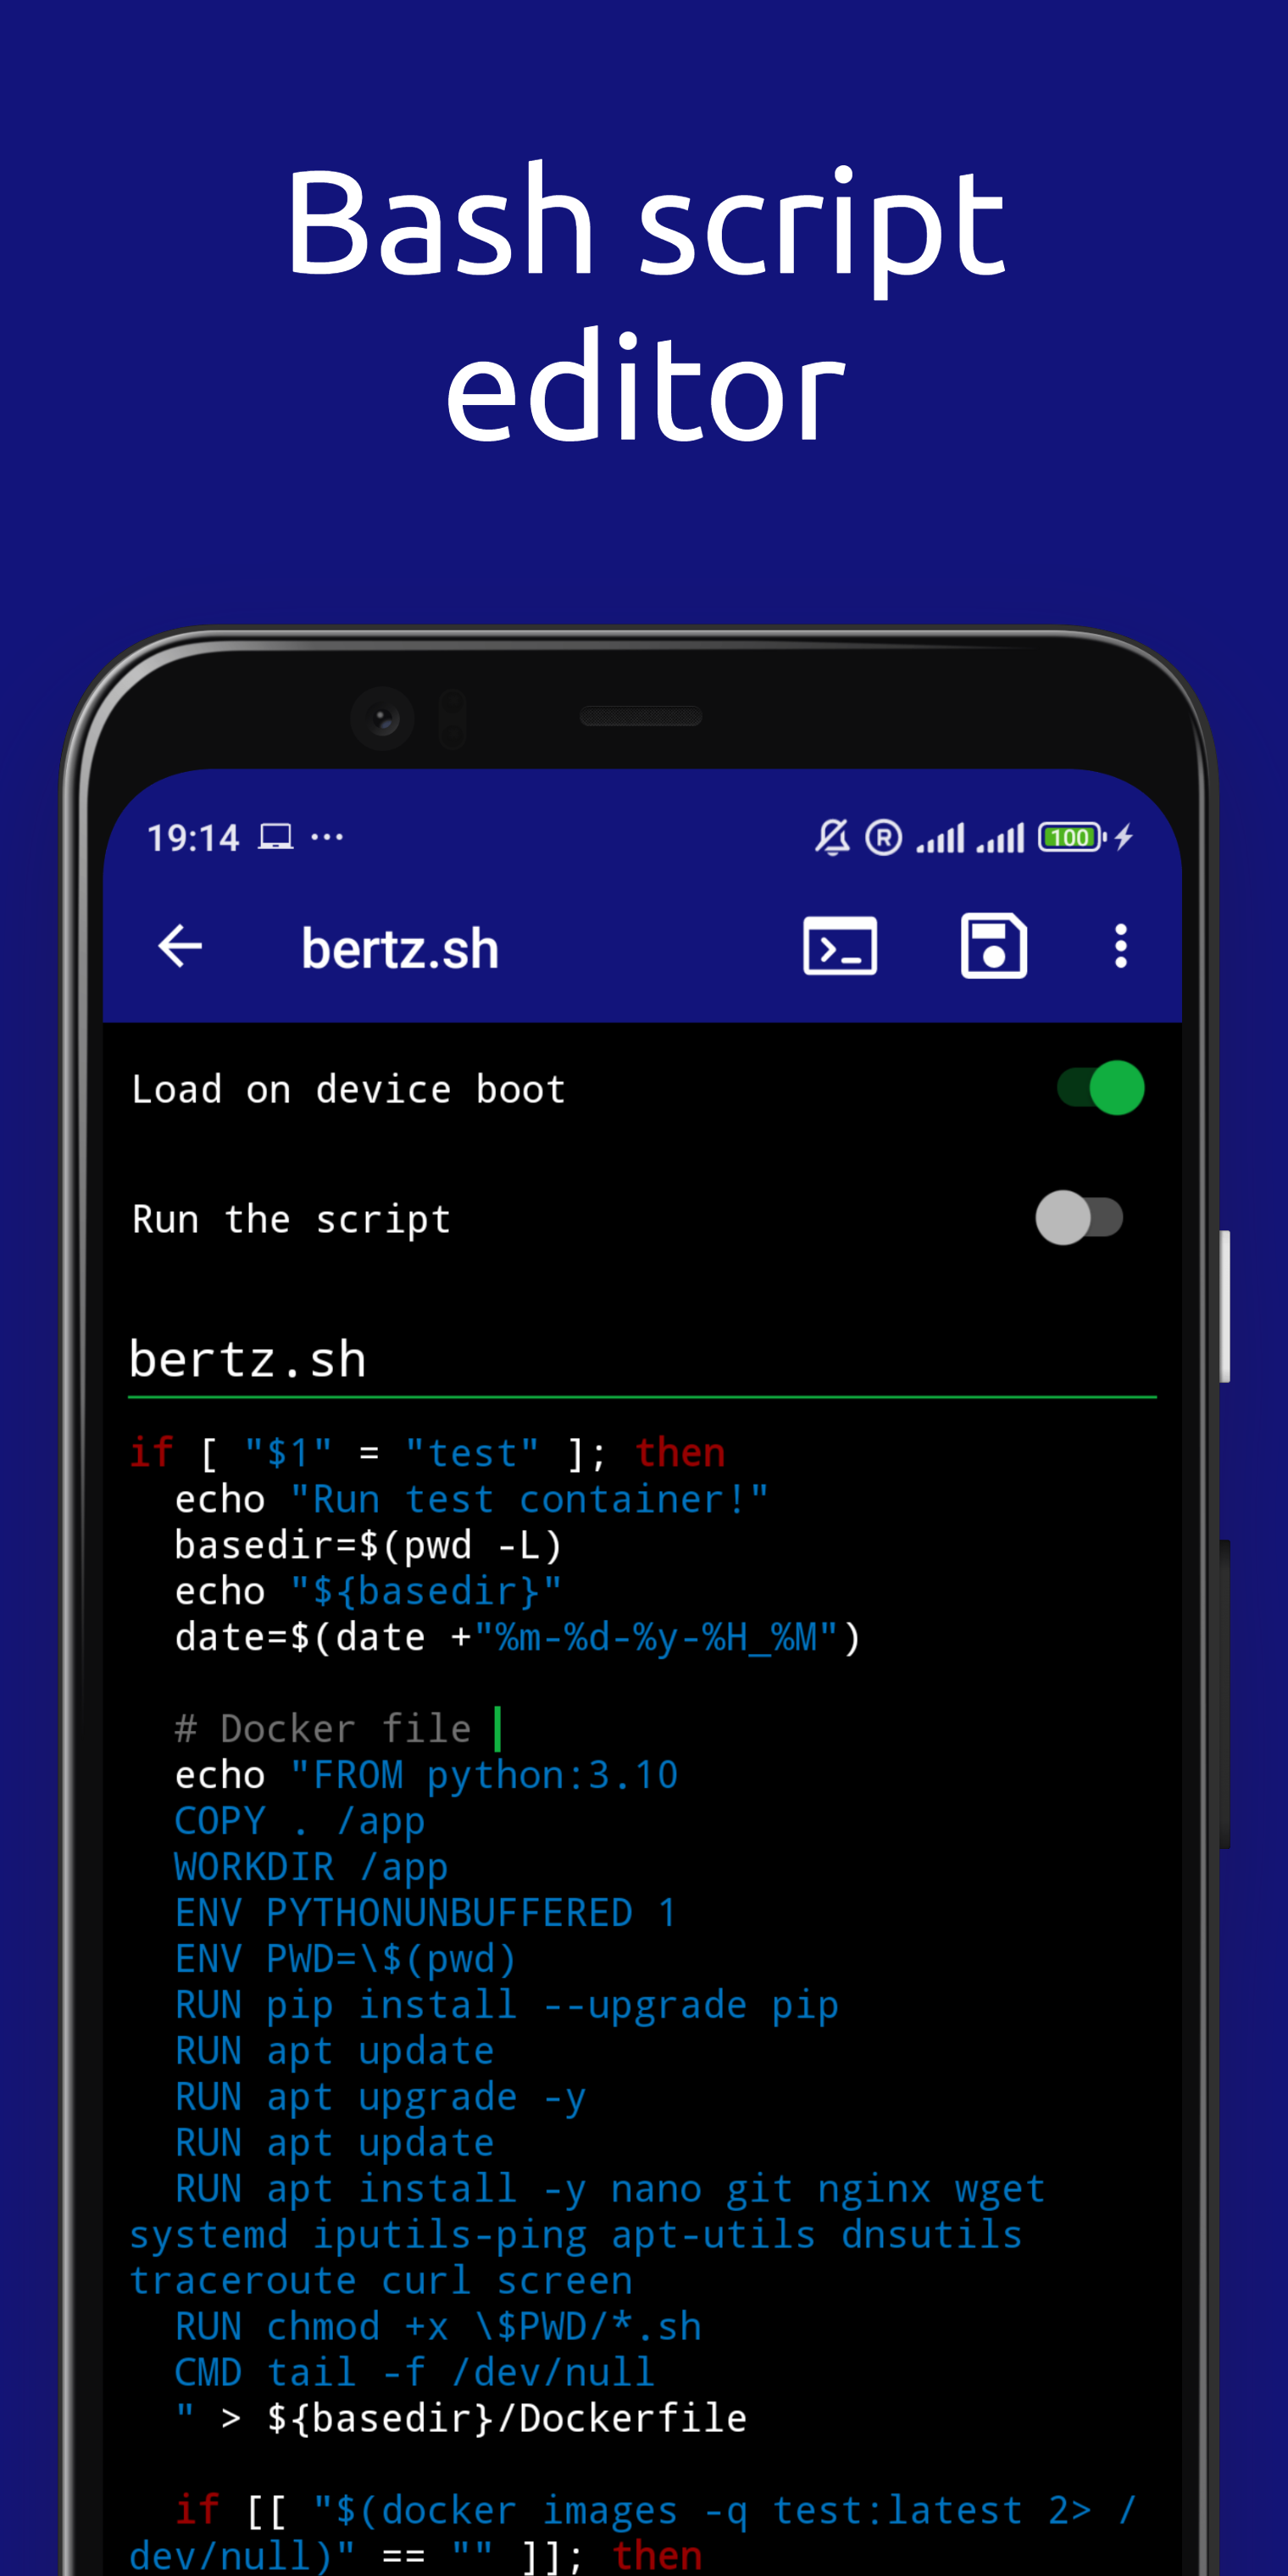 Bash script
editor
19:14 ...
R 100
bertz.sh
Load on device boot
Run the script
bertz.sh
if [ "$1" = "test" ]; then
  echo "Run test container!"
  basedir=$(pwd -L)
  echo "${basedir}"
  date=$(date +"%m-%d-%y-%H_%M")
  # Docker file
  echo "FROM python:3.10
  COPY . /app
  WORKDIR /app
  ENV PYTHONUNBUFFERED 1
  ENV PWD=\$(pwd)
  RUN pip install --upgrade pip
  RUN apt update
  RUN apt upgrade -y
  RUN apt update
  RUN apt install -y nano git nginx wget
systemd iputils-ping apt-utils dnsutils
traceroute curl screen
  RUN chmod +x \$PWD/*.sh
  CMD tail -f /dev/null
  " > ${basedir}/Dockerfile
  if [[ "$(docker images -q test:latest 2> /
dev/null)" == "" ]]; then